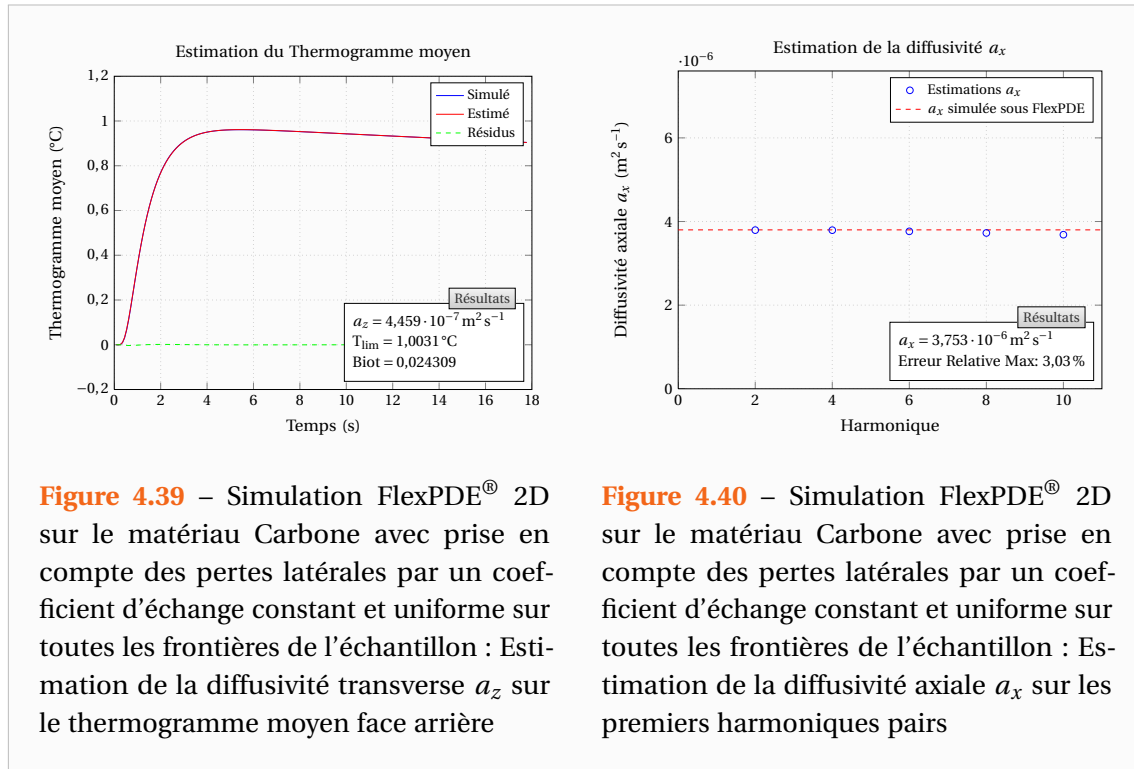 Estimation du Thermogramme moyen
Thermogramme moyen (°C)
1,2
1
0,8
0,6
0,4
0,2
0
−0,2
0 2 4 6 8 10 12 14 16 18
Temps (s)
Simulé
Estimé
Résidus
Résultats
a_z = 4,459 · 10⁻⁷ m² s⁻¹
T_lim = 1,0031 °C
Biot = 0,024309
Estimation de la diffusivité a_x
·10⁻⁶
Diffusivité axiale a_x (m² s⁻¹)
6
4
2
0
0 2 4 6 8 10
Harmonique
Estimations a_x
a_x simulée sous FlexPDE
Résultats
a_x = 3,753 · 10⁻⁶ m² s⁻¹
Erreur Relative Max: 3,03 %
Figure 4.39 – Simulation FlexPDE® 2D
sur le matériau Carbone avec prise en
compte des pertes latérales par un coef-
ficient d'échange constant et uniforme sur
toutes les frontières de l'échantillon : Esti-
mation de la diffusivité transverse a_z sur
le thermogramme moyen face arrière
Figure 4.40 – Simulation FlexPDE® 2D
sur le matériau Carbone avec prise en
compte des pertes latérales par un coef-
ficient d'échange constant et uniforme sur
toutes les frontières de l'échantillon : Es-
timation de la diffusivité axiale a_x sur les
premiers harmoniques pairs